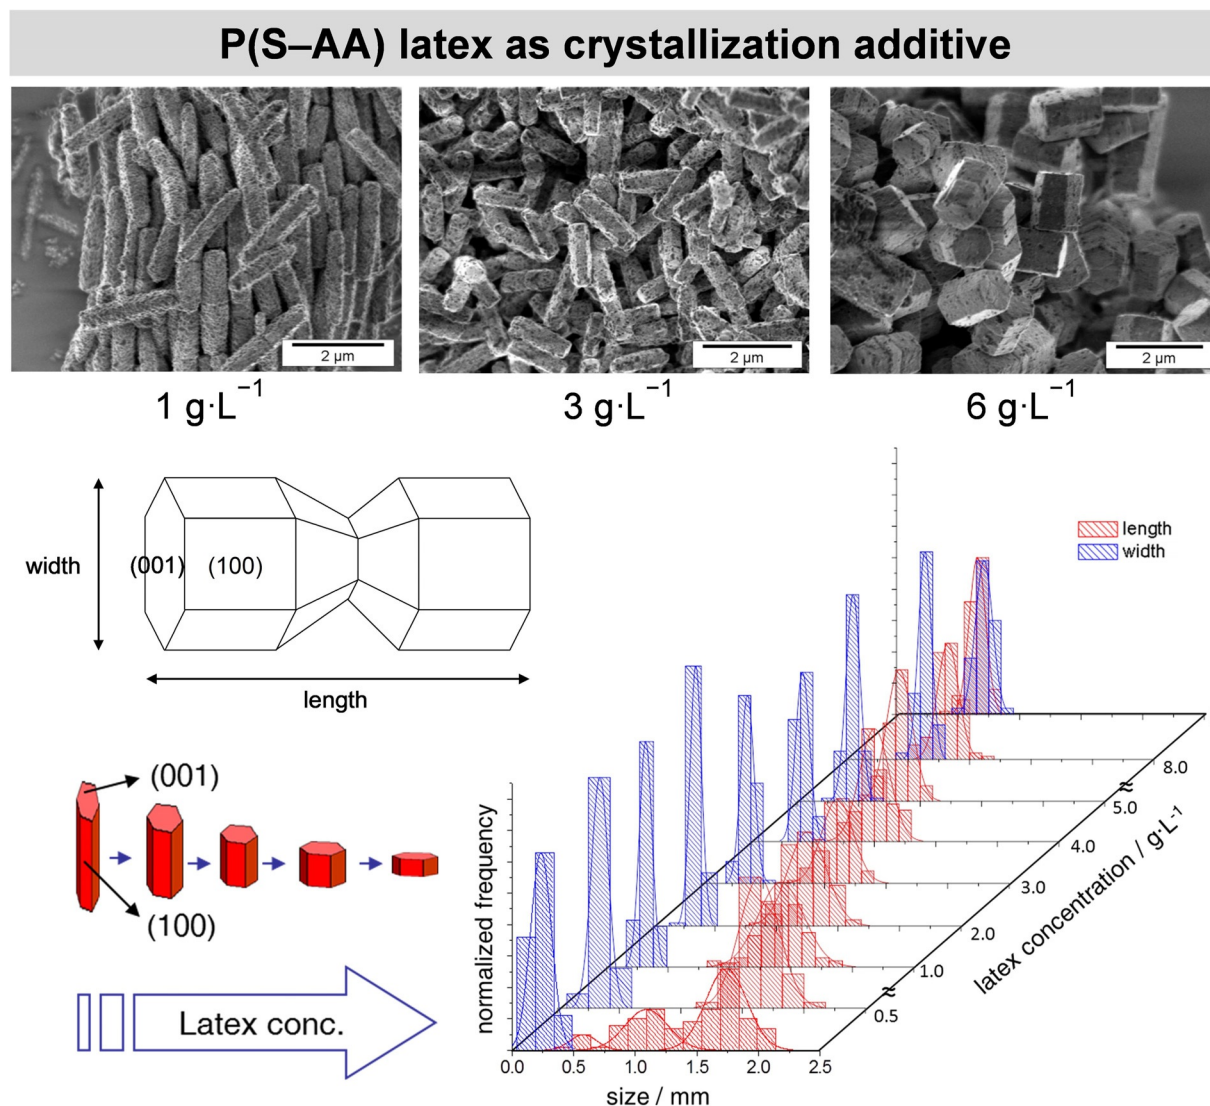 P(S–AA) latex as crystallization additive
2 µm
2 µm
2 µm
1 g·L⁻¹
3 g·L⁻¹
6 g·L⁻¹
width
(001)
(100)
length
length
width
(001)
(100)
Latex conc.
normalized frequency
8.0
5.0
4.0
3.0
2.0
1.0
0.5
≈
≈
latex concentration / g·L⁻¹
0.0 0.5 1.0 1.5 2.0 2.5
size / mm